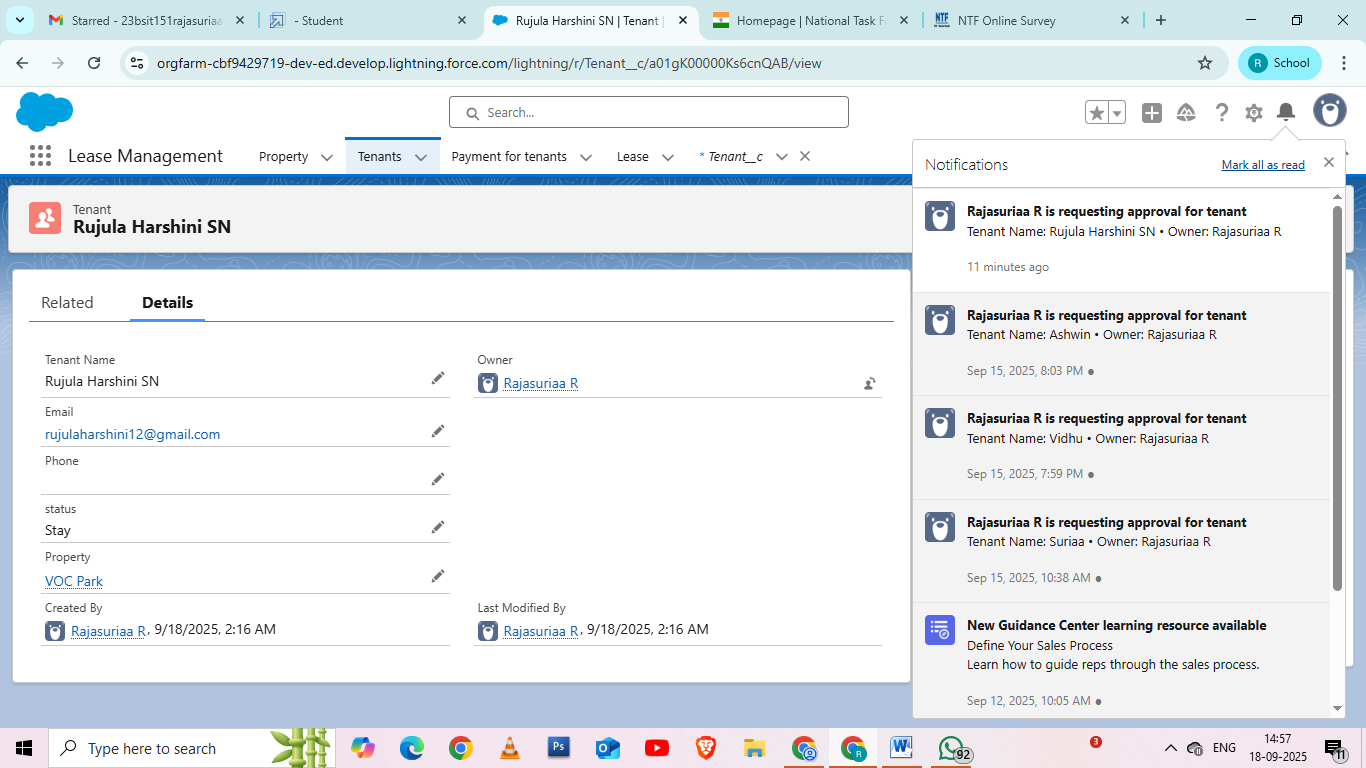 Starred - 23bsit151rajasuriaa
- Student
Rujula Harshini SN | Tenant |
Homepage | National Task Fo
NTF
NTF Online Survey
orgfarm-cbf9429719-dev-ed.develop.lightning.force.com/lightning/r/Tenant__c/a01gK00000Ks6cnQAB/view
R School
Search...
Lease Management
Property
Tenants
Payment for tenants
Lease
* Tenant__c
Tenant
Rujula Harshini SN
Related
Details
Tenant Name
Rujula Harshini SN
Owner
Rajasuriaa R
Email
rujulaharshini12@gmail.com
Phone
status
Stay
Property
VOC Park
Created By
Rajasuriaa R, 9/18/2025, 2:16 AM
Last Modified By
Rajasuriaa R, 9/18/2025, 2:16 AM
Notifications
Mark all as read
Rajasuriaa R is requesting approval for tenant
Tenant Name: Rujula Harshini SN • Owner: Rajasuriaa R
11 minutes ago
Rajasuriaa R is requesting approval for tenant
Tenant Name: Ashwin • Owner: Rajasuriaa R
Sep 15, 2025, 8:03 PM
Rajasuriaa R is requesting approval for tenant
Tenant Name: Vidhu • Owner: Rajasuriaa R
Sep 15, 2025, 7:59 PM
Rajasuriaa R is requesting approval for tenant
Tenant Name: Suriaa • Owner: Rajasuriaa R
Sep 15, 2025, 10:38 AM
New Guidance Center learning resource available
Define Your Sales Process
Learn how to guide reps through the sales process.
Sep 12, 2025, 10:05 AM
Type here to search
Ps
R
W
92
3
ENG
14:57
18-09-2025
11